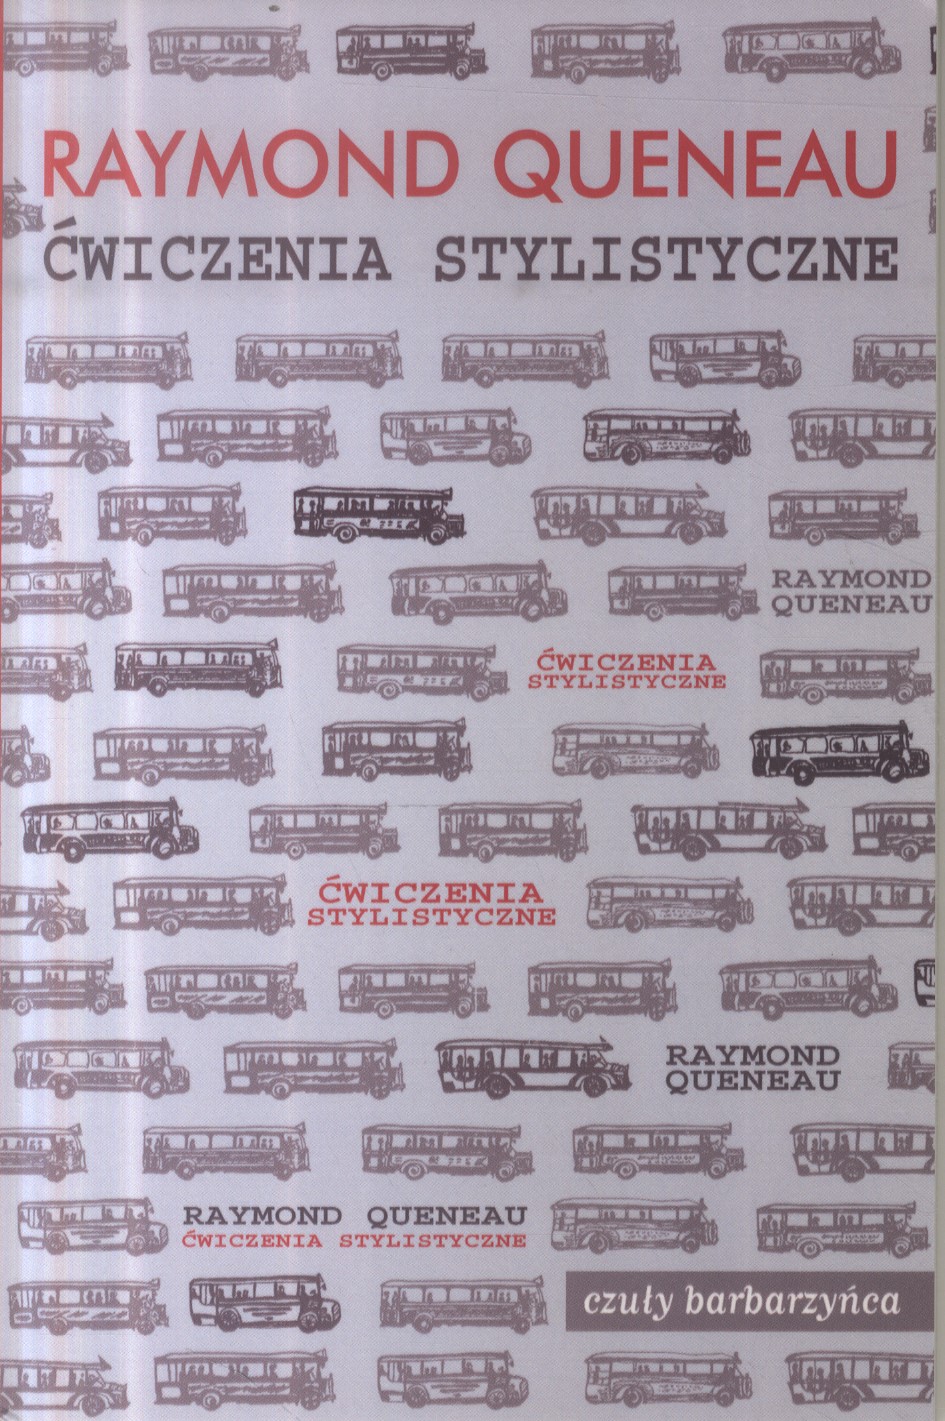 RAYMOND QUENEAU
ĆWICZENIA STYLISTYCZNE
RAYMOND
QUENEAU
ĆWICZENIA
STYLISTYCZNE
ĆWICZENIA
STYLISTYCZNE
RAYMOND
QUENEAU
RAYMOND QUENEAU
ĆWICZENIA STYLISTYCZNE
czuły barbarzyńca